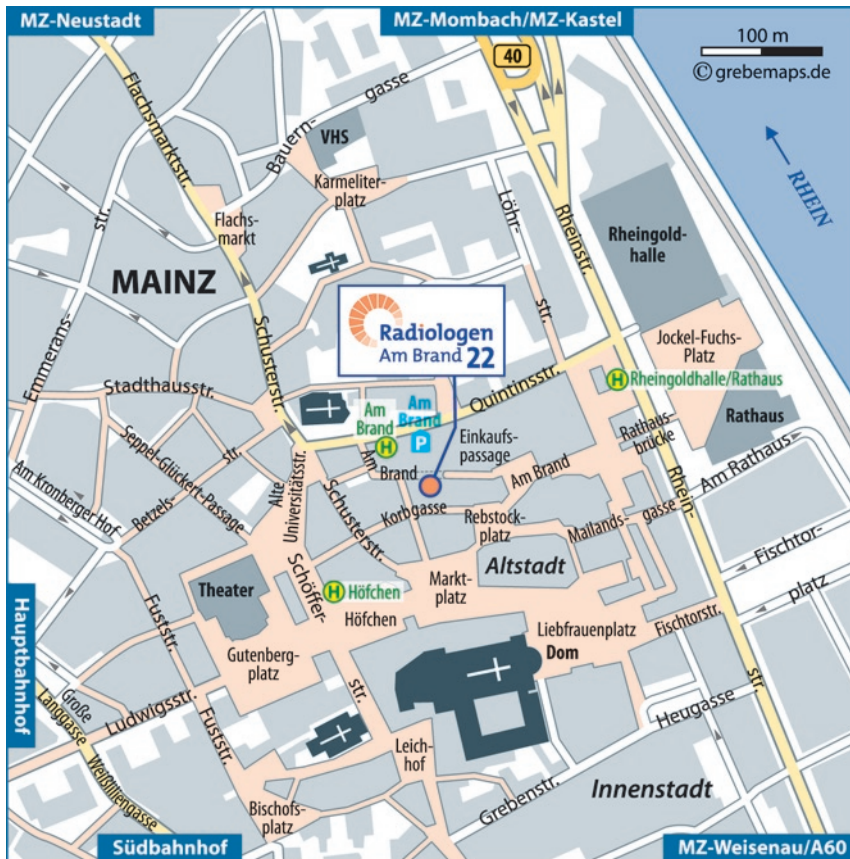 MZ-Neustadt
MZ-Mombach/MZ-Kastel
40
100 m
© grebemaps.de
RHEIN
Flachsmarktstr.
Bauern-
gasse
VHS
Karmeliter-
platz
Flachs-
markt
Löhr-
str.
Rheinstr.
Rheingold-
halle
MAINZ
Emmerans-
str.
Schusterstr.
Radiologen
Am Brand 22
Jockel-Fuchs-
Platz
Stadthausstr.
Quintinsstr.
H Rheingoldhalle/Rathaus
Rathaus
Am
Brand
H
Am
Brand
P
Einkaufs-
passage
Rathaus-
brücke
Seppel-Glückert-Passage
Am Kronberger Hof
Betzels-
str.
Alte
Universitätsstr.
Am
Brand
Am Brand
Am Rathaus
Schusterstr.
Korbgasse
Rebstock-
platz
Mailands-
gasse
Rhein-
str.
Fischtor-
platz
Theater
Schöffer-
str.
H Höfchen
Höfchen
Markt-
platz
Altstadt
Hauptbahnhof
Fuststr.
Gutenberg-
platz
Liebfrauenplatz
Dom
Fischtorstr.
Ludwigsstr.
Große
Langgasse
Weißliliengasse
Fuststr.
Leich-
hof
Heugasse
Grebenstr.
Bischofs-
platz
Innenstadt
Südbahnhof
MZ-Weisenau/A60